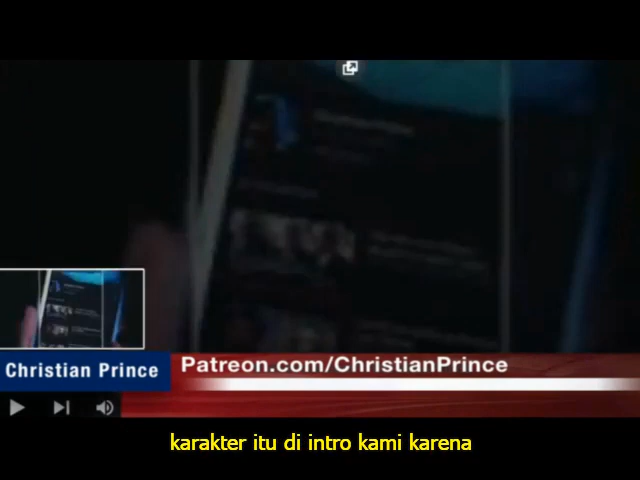 Christian Prince
Patreon.com/ChristianPrince
karakter itu di intro kami karena